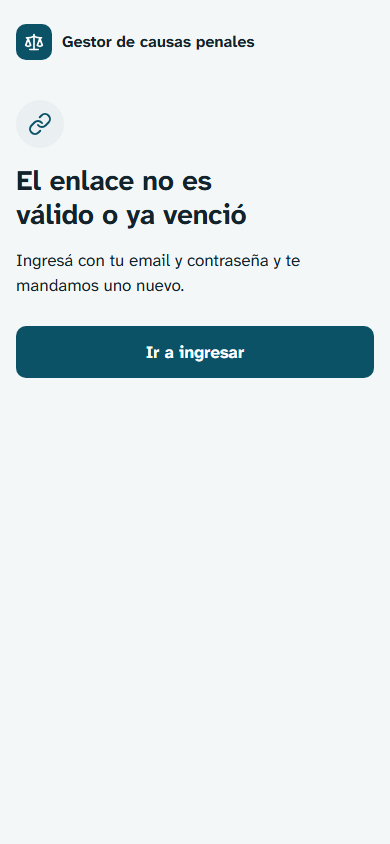 Gestor de causas penales
El enlace no es
válido o ya venció
Ingresá con tu email y contraseña y te
mandamos uno nuevo.
Ir a ingresar